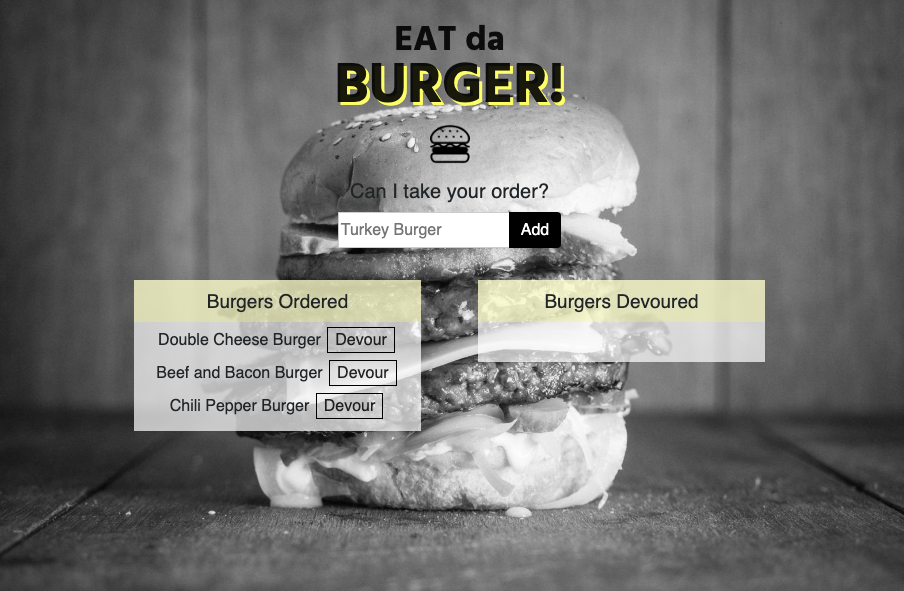 EAT da
BURGER!
Can I take your order?
Turkey Burger Add
Burgers Ordered
Double Cheese Burger Devour
Beef and Bacon Burger Devour
Chili Pepper Burger Devour
Burgers Devoured